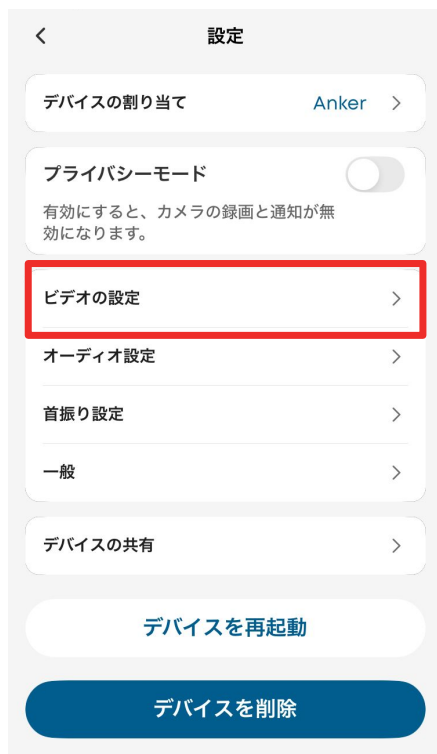 設定
デバイスの割り当て Anker
プライバシーモード
有効にすると、カメラの録画と通知が無
効になります。
ビデオの設定
オーディオ設定
首振り設定
一般
デバイスの共有
デバイスを再起動
デバイスを削除